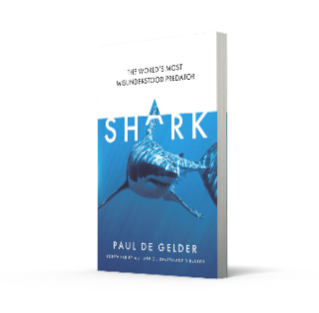 THE WORLD'S MOST
MISUNDERSTOOD PREDATOR
SHARK
PAUL DE GELDER